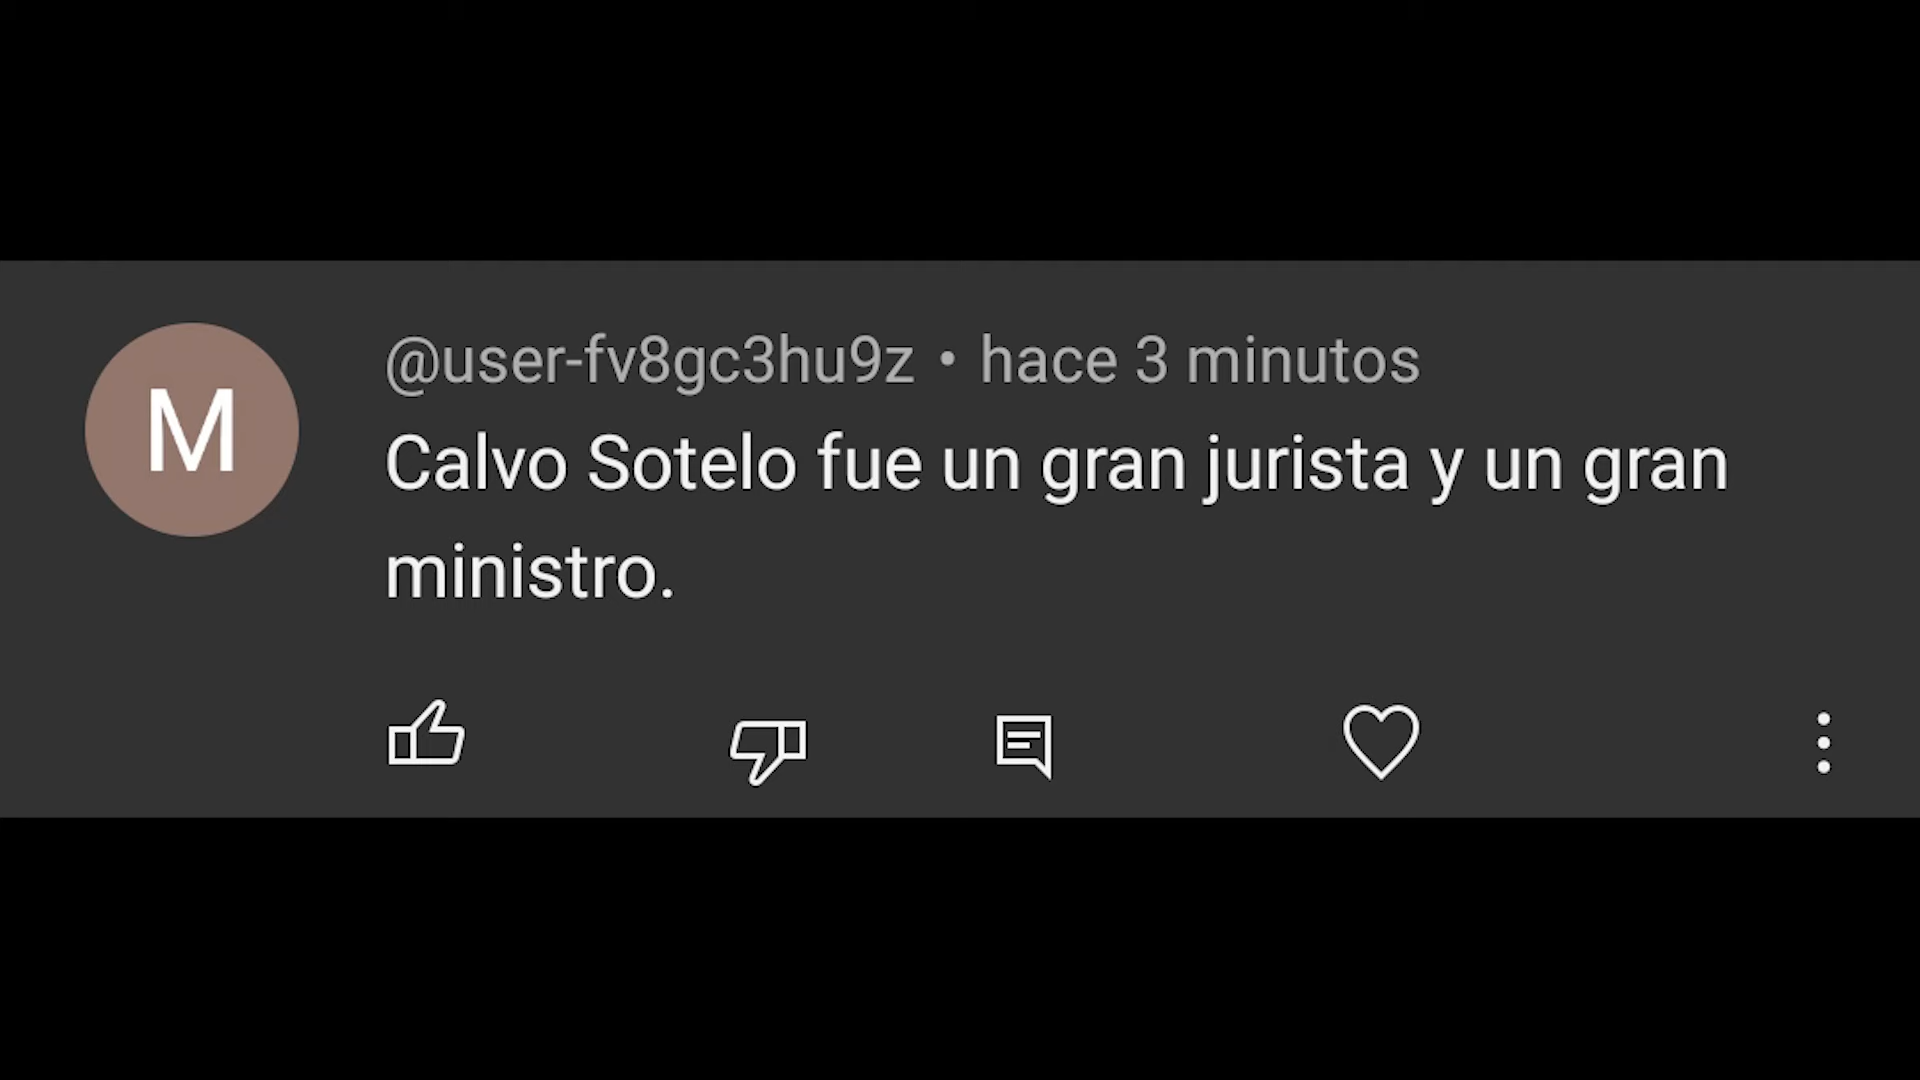 M
@user-fv8gc3hu9z • hace 3 minutos
Calvo Sotelo fue un gran jurista y un gran
ministro.